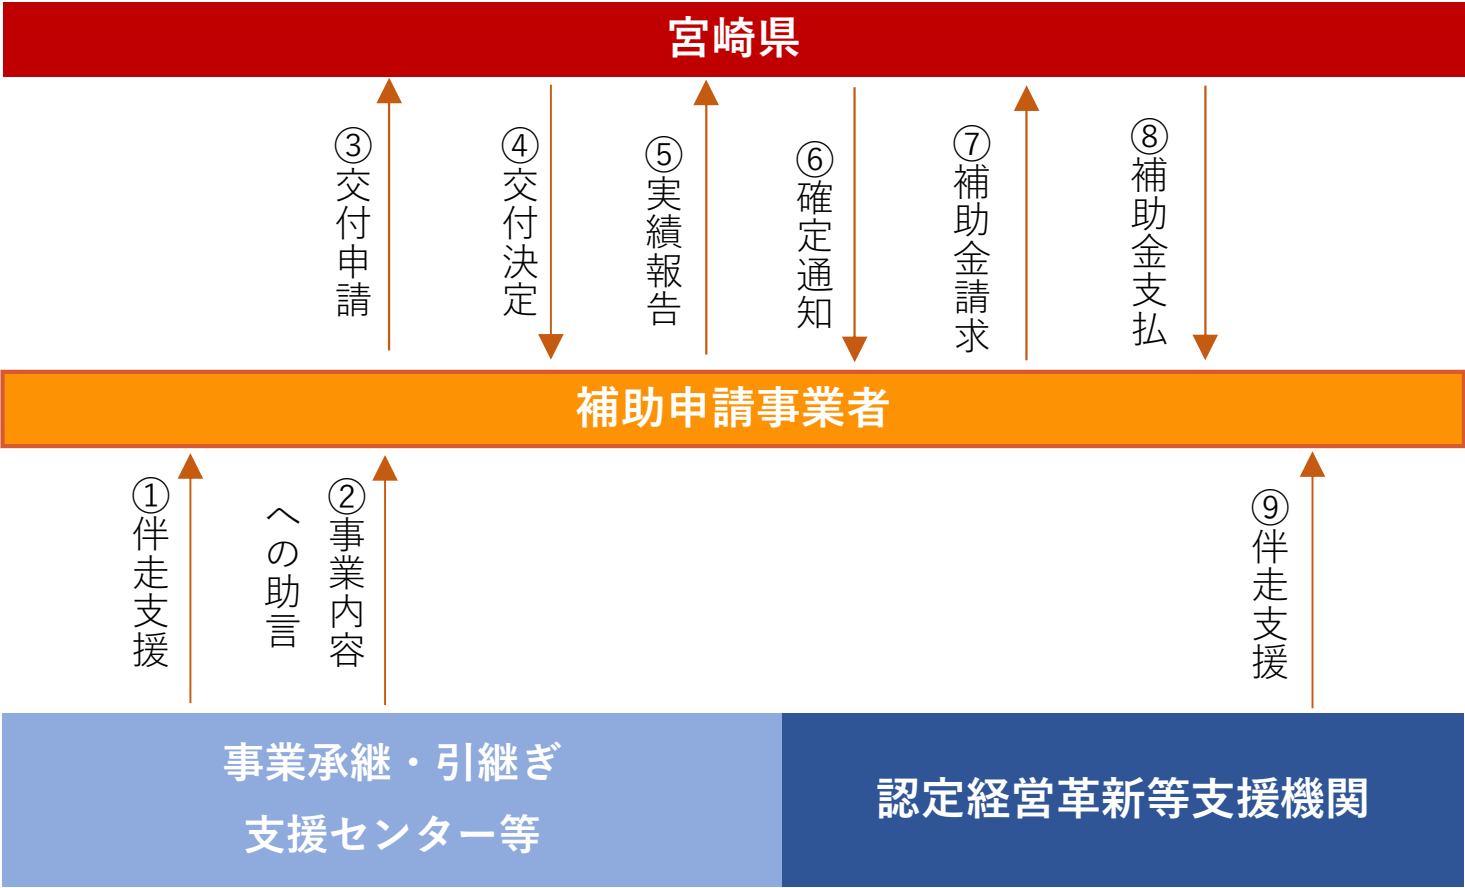 宮崎県
③交付申請
④交付決定
⑤実績報告
⑥確定通知
⑦補助金請求
⑧補助金支払
補助申請事業者
①伴走支援
②事業内容
への助言
⑨伴走支援
事業承継・引継ぎ
支援センター等
認定経営革新等支援機関